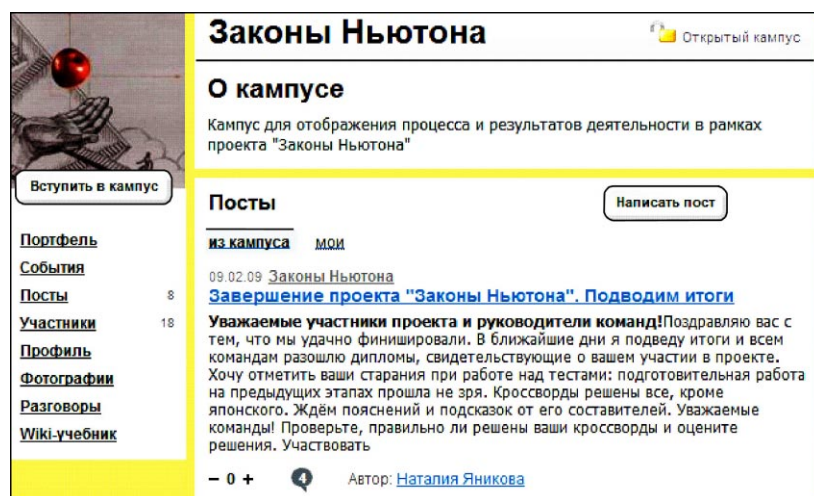 Законы Ньютона
Открытый кампус
О кампусе
Кампус для отображения процесса и результатов деятельности в рамках
проекта "Законы Ньютона"
Вступить в кампус
Портфель
События
Посты 8
Участники 18
Профиль
Фотографии
Разговоры
Wiki-учебник
Посты
Написать пост
из кампуса мои
09.02.09 Законы Ньютона
Завершение проекта "Законы Ньютона". Подводим итоги
Уважаемые участники проекта и руководители команд!Поздравляю вас с
тем, что мы удачно финишировали. В ближайшие дни я подведу итоги и всем
командам разошлю дипломы, свидетельствующие о вашем участии в проекте.
Хочу отметить ваши старания при работе над тестами: подготовительная работа
на предыдущих этапах прошла не зря. Кроссворды решены все, кроме
японского. Ждём пояснений и подсказок от его составителей. Уважаемые
команды! Проверьте, правильно ли решены ваши кроссворды и оцените
решения. Участвовать
– 0 + 4 Автор: Наталия Яникова